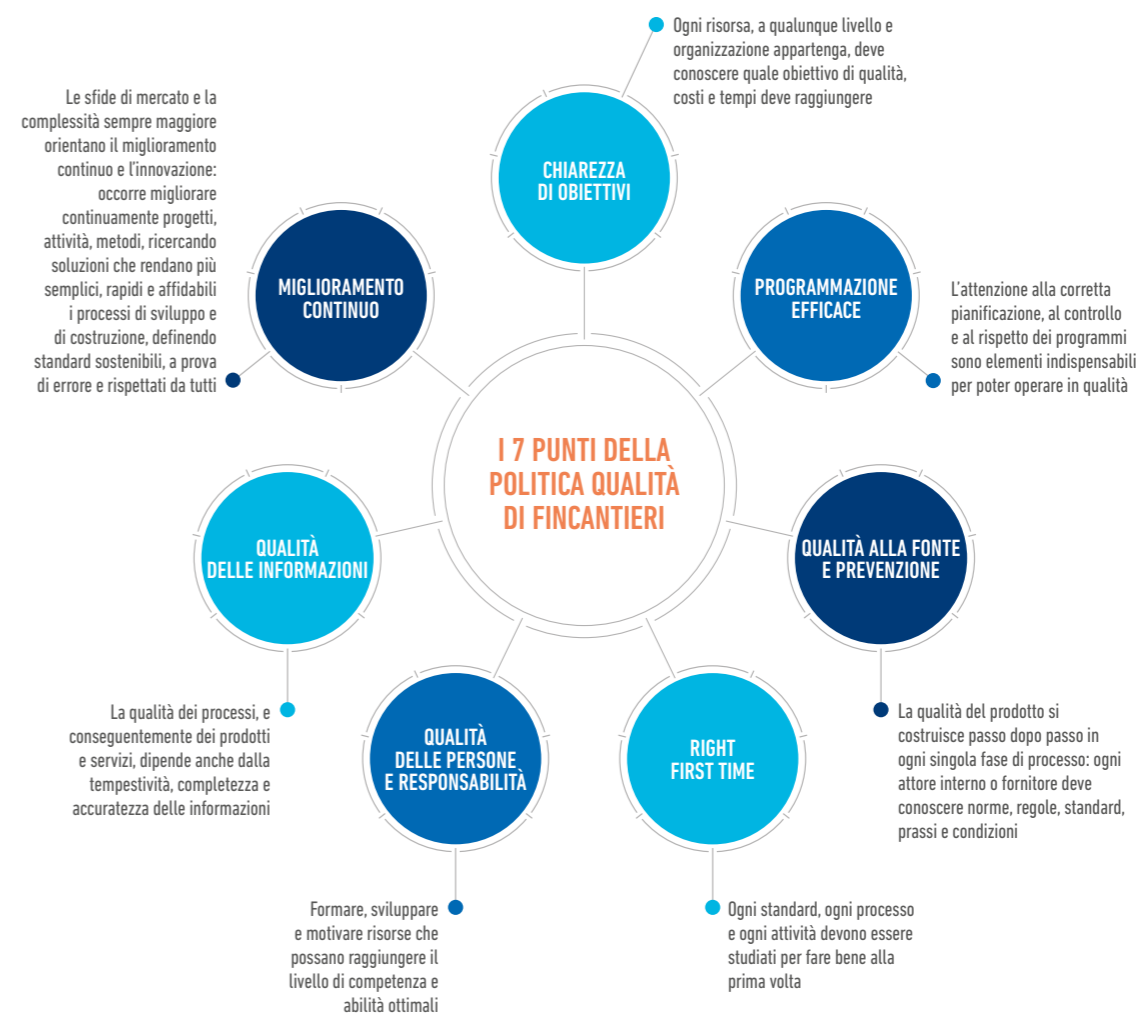 I 7 PUNTI DELLA
POLITICA QUALITÀ
DI FINCANTIERI
CHIAREZZA
DI OBIETTIVI
Ogni risorsa, a qualunque livello e
organizzazione appartenga, deve
conoscere quale obiettivo di qualità,
costi e tempi deve raggiungere
PROGRAMMAZIONE
EFFICACE
L'attenzione alla corretta
pianificazione, al controllo
e al rispetto dei programmi
sono elementi indispensabili
per poter operare in qualità
QUALITÀ ALLA FONTE
E PREVENZIONE
La qualità del prodotto si
costruisce passo dopo passo in
ogni singola fase di processo: ogni
attore interno o fornitore deve
conoscere norme, regole, standard,
prassi e condizioni
RIGHT
FIRST TIME
Ogni standard, ogni processo
e ogni attività devono essere
studiati per fare bene alla
prima volta
QUALITÀ
DELLE PERSONE
E RESPONSABILITÀ
Formare, sviluppare
e motivare risorse che
possano raggiungere il
livello di competenza e
abilità ottimali
QUALITÀ
DELLE INFORMAZIONI
La qualità dei processi, e
conseguentemente dei prodotti
e servizi, dipende anche dalla
tempestività, completezza e
accuratezza delle informazioni
MIGLIORAMENTO
CONTINUO
Le sfide di mercato e la
complessità sempre maggiore
orientano il miglioramento
continuo e l'innovazione:
occorre migliorare
continuamente progetti,
attività, metodi, ricercando
soluzioni che rendano più
semplici, rapidi e affidabili
i processi di sviluppo e
di costruzione, definendo
standard sostenibili, a prova
di errore e rispettati da tutti